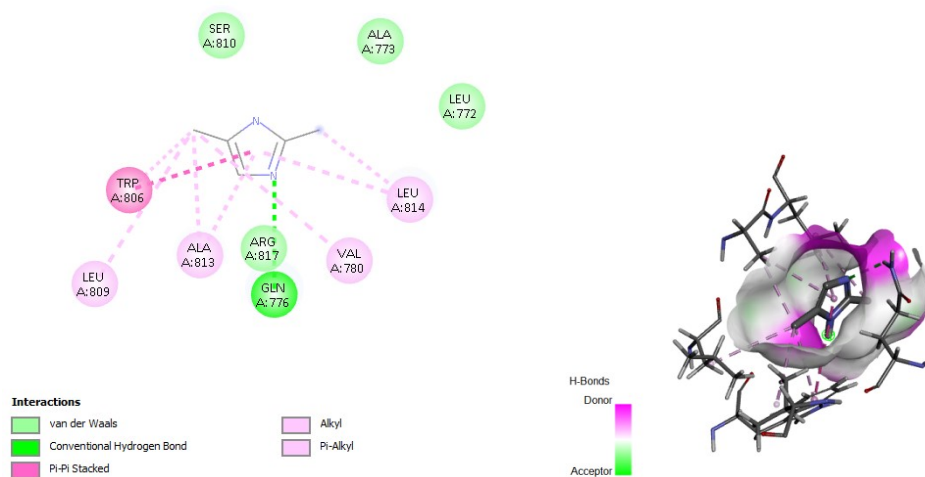 SER
A:810
ALA
A:773
LEU
A:772
N
N
TRP
A:806
LEU
A:814
ALA
A:813
ARG
A:817
VAL
A:780
LEU
A:809
GLN
A:776
Interactions
van der Waals
Conventional Hydrogen Bond
Pi-Pi Stacked
Alkyl
Pi-Alkyl
H-Bonds
Donor
Acceptor